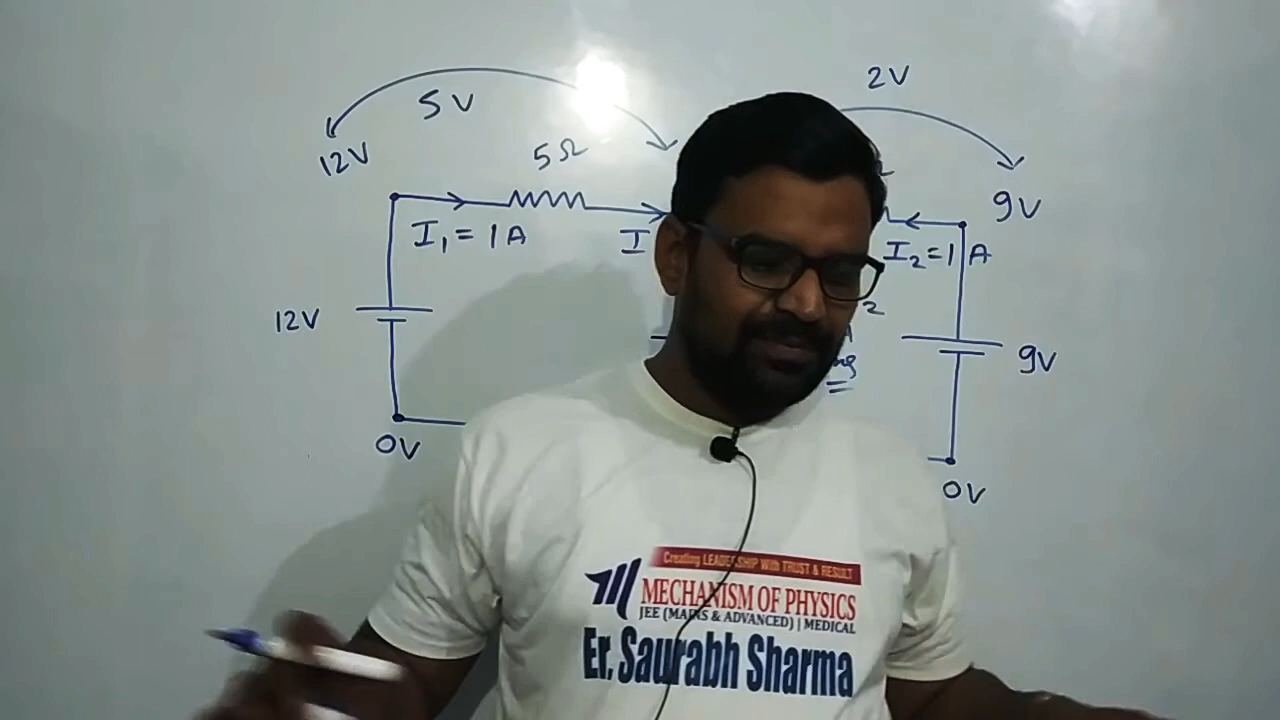 2V
5V
12V
5Ω
9V
I₁ = 1A
I
I₂ = 1A
12V
2
9V
0V
0V
Creating LEADERSHIP With TRUST & RESULT
MECHANISM OF PHYSICS
JEE (MAINS & ADVANCED) | MEDICAL
Er. Saurabh Sharma